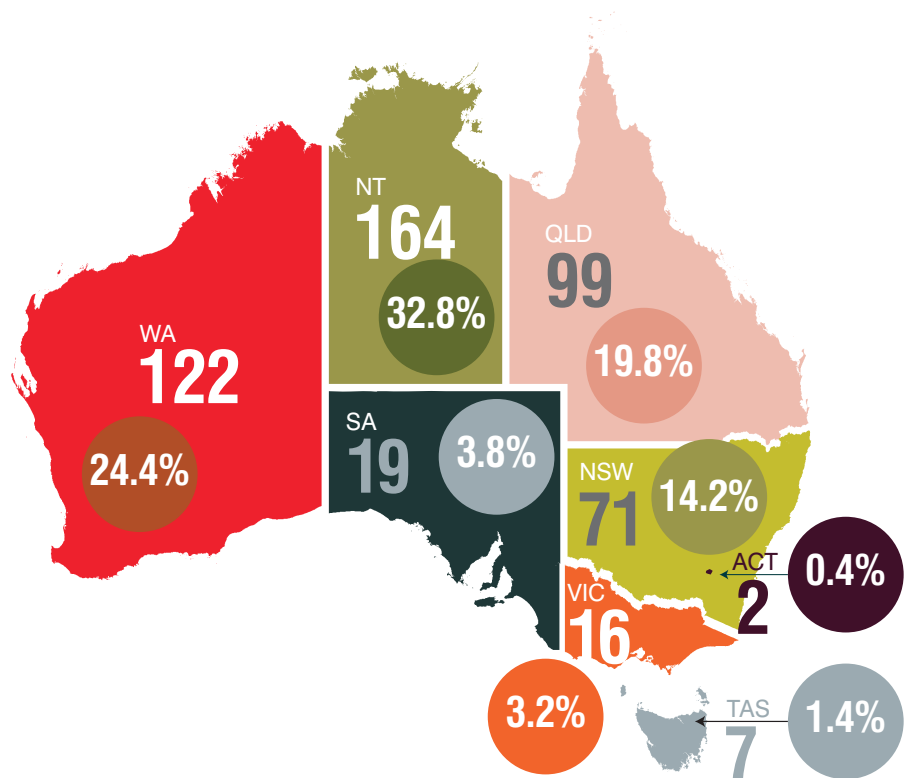 NT
164
32.8%
QLD
99
19.8%
WA
122
24.4%
SA
19
3.8%
NSW
71
14.2%
ACT
2
0.4%
VIC
16
3.2%
TAS
7
1.4%